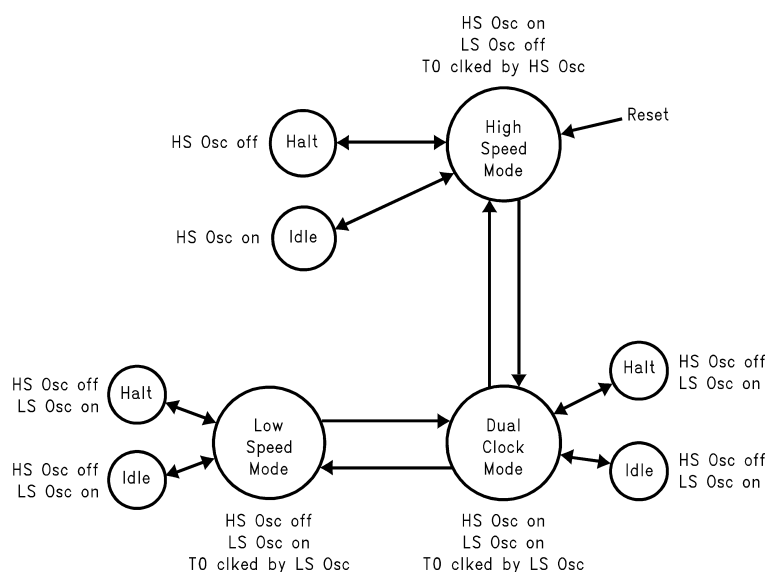 HS Osc on
LS Osc off
T0 clked by HS Osc
Reset
High
Speed
Mode
HS Osc off
Halt
HS Osc on
Idle
HS Osc off
LS Osc on
Halt
HS Osc off
LS Osc on
Idle
Low
Speed
Mode
HS Osc off
LS Osc on
T0 clked by LS Osc
Dual
Clock
Mode
HS Osc on
LS Osc on
T0 clked by LS Osc
Halt
HS Osc off
LS Osc on
Idle
HS Osc off
LS Osc on